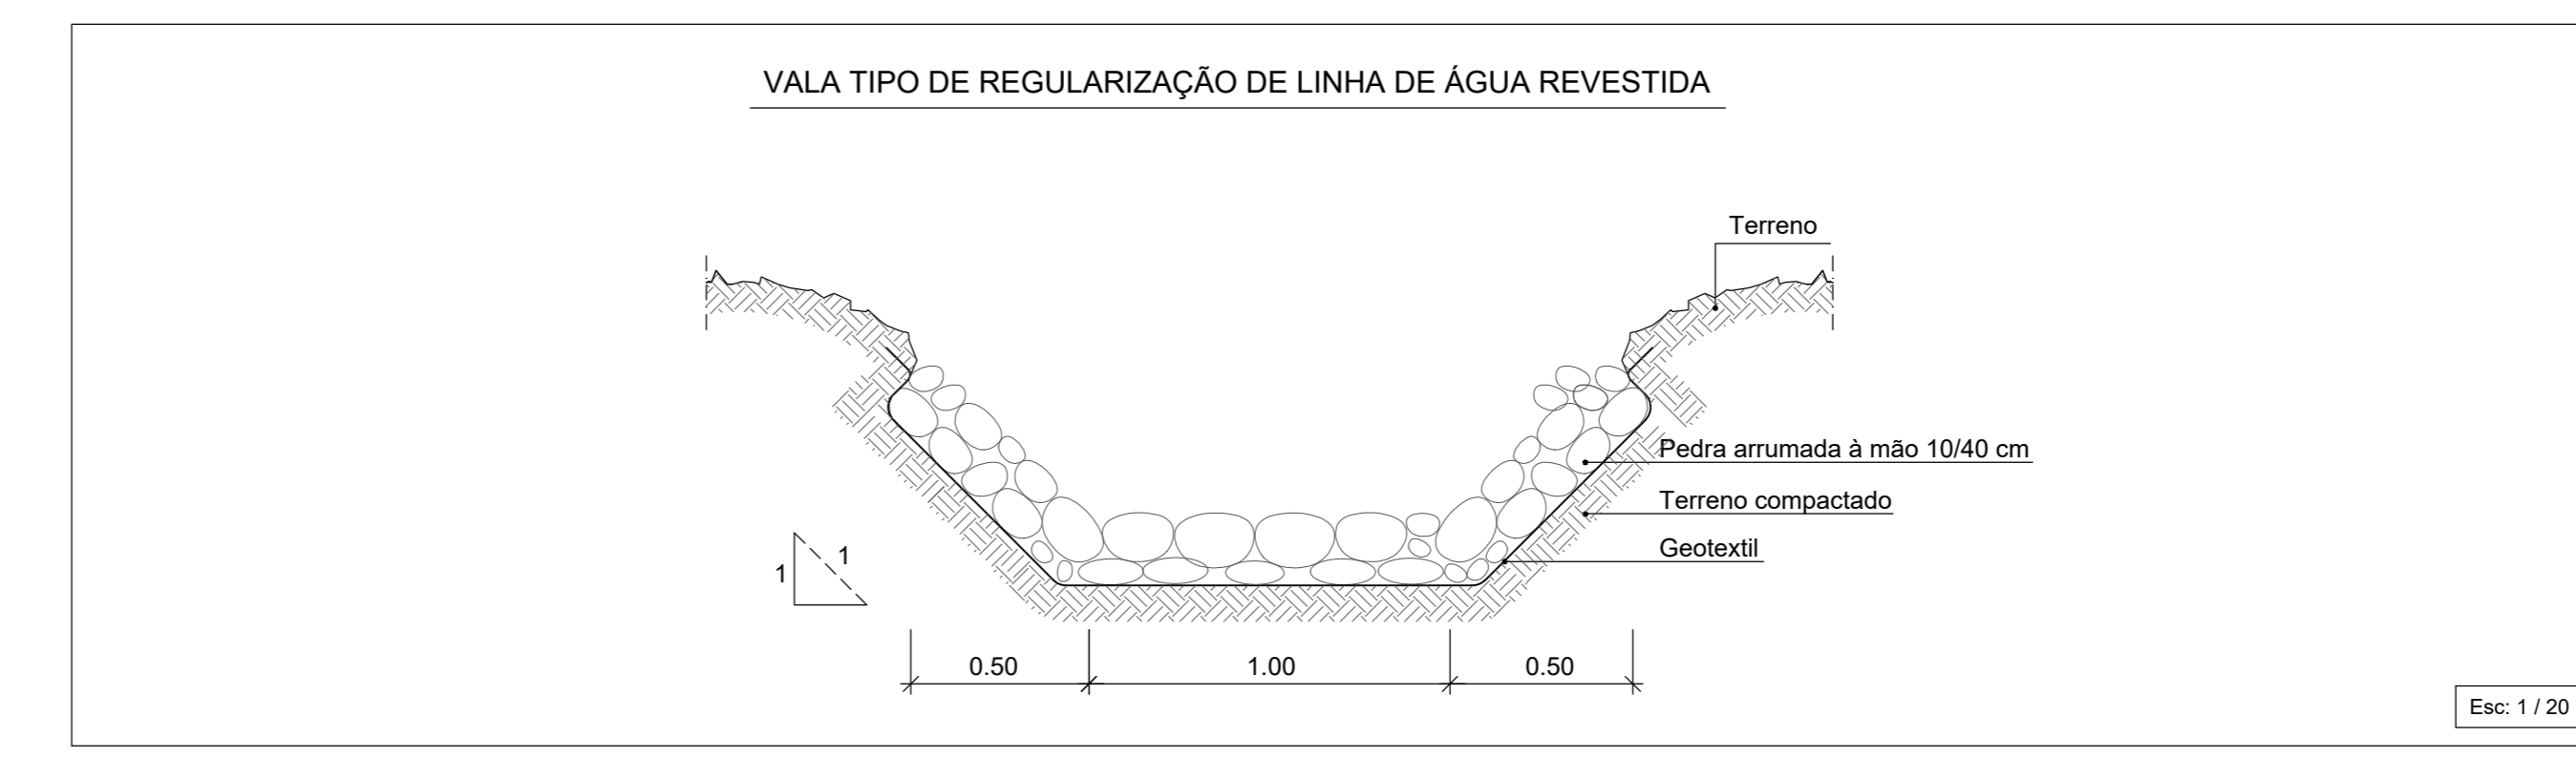 VALA TIPO DE REGULARIZAÇÃO DE LINHA DE ÁGUA REVESTIDA
Terreno
Pedra arrumada à mão 10/40 cm
Terreno compactado
Geotextil
1
1
0.50
1.00
0.50
Esc: 1 / 20